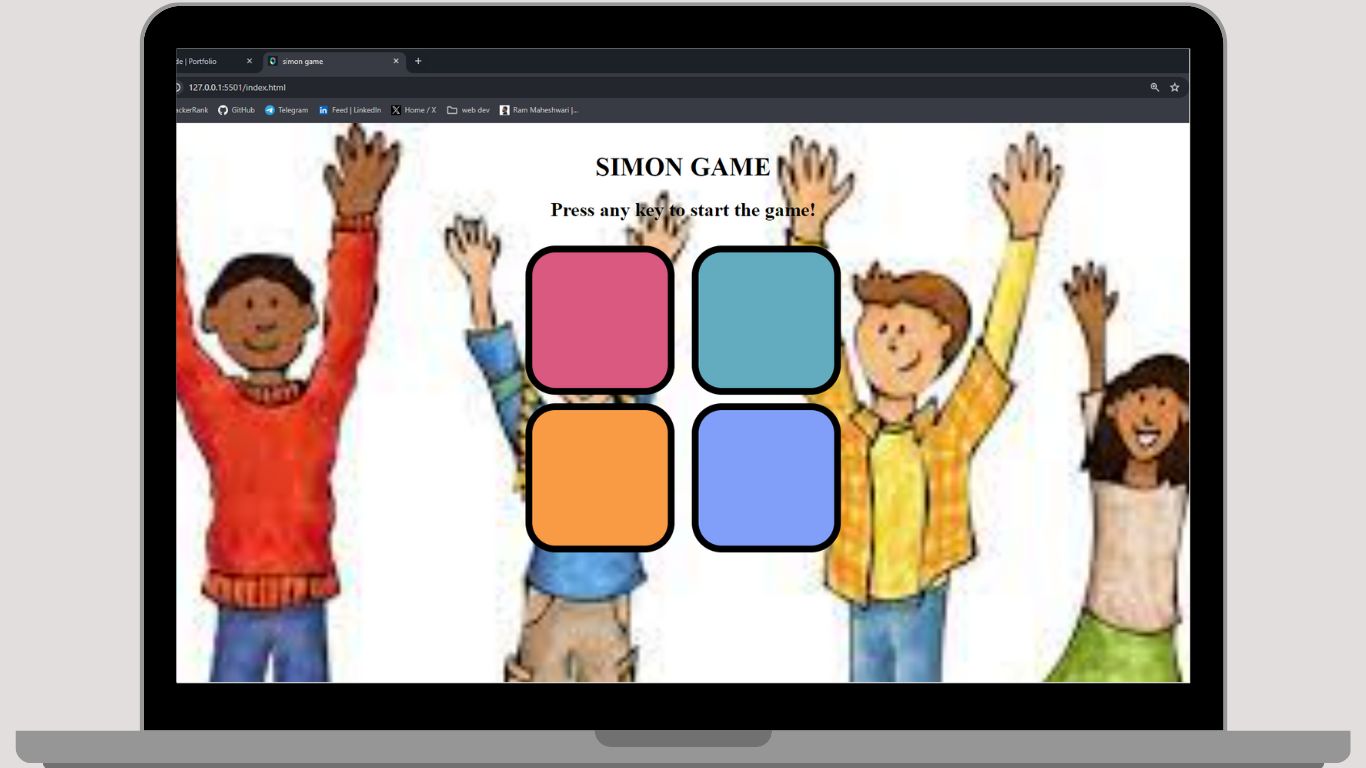 de | Portfolio
simon game
127.0.0.1:5501/index.html
ackerRank GitHub Telegram Feed | LinkedIn Home / X web dev Ram Maheshwari |...
SIMON GAME
Press any key to start the game!